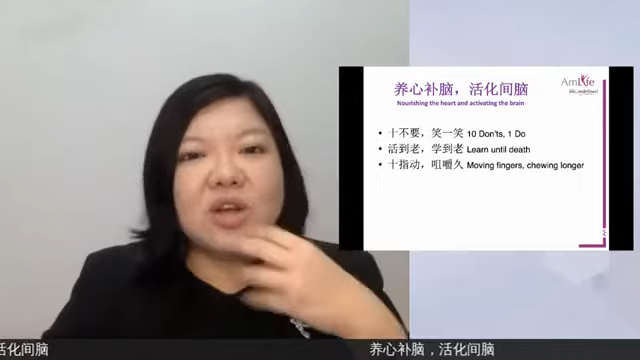 养心补脑，活化间脑
Nourishing the heart and activating the brain
AmLife
life..undefined!
• 十不要，笑一笑 10 Don'ts, 1 Do
• 活到老，学到老 Learn until death
• 十指动，咀嚼久 Moving fingers, chewing longer
活化间脑
养心补脑，活化间脑